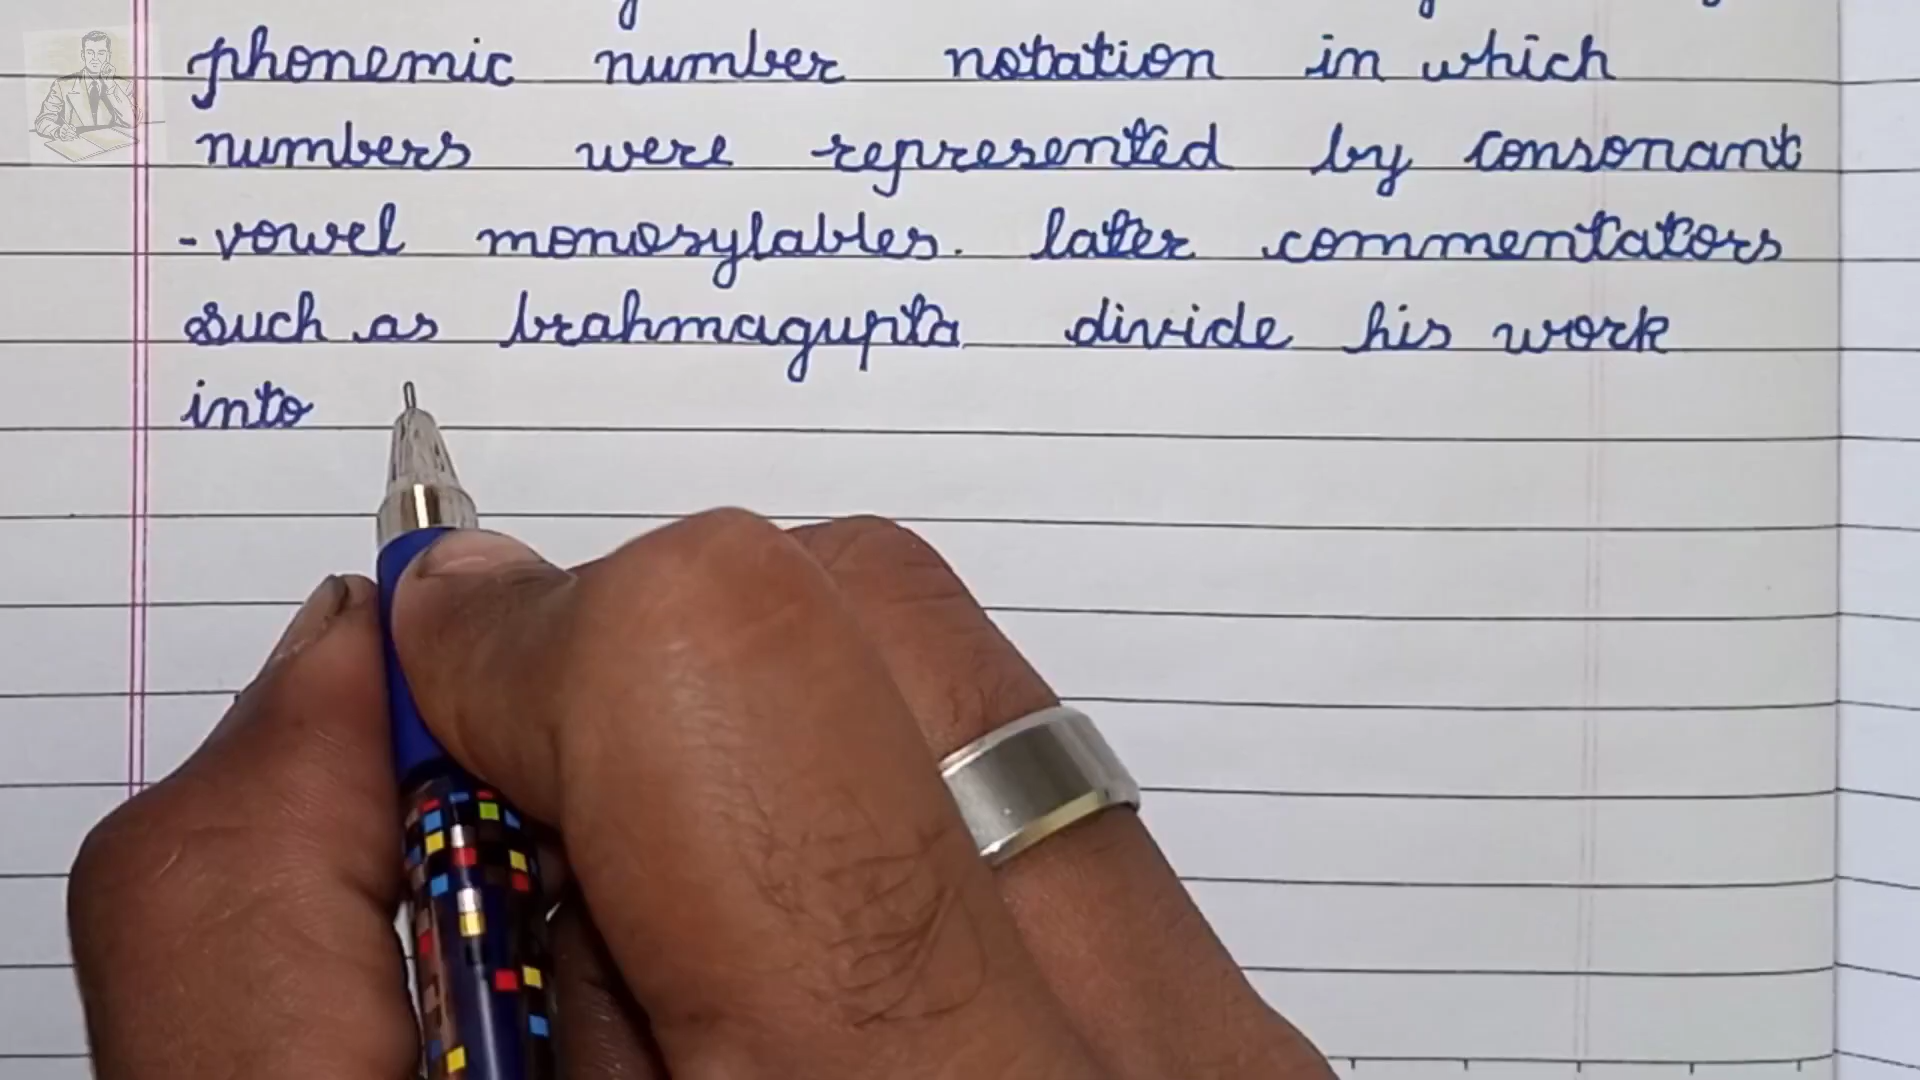 phonemic number notation in which
numbers were represented by consonant
-vowel monosylables. later commentators
such as brahmagupta divide his work
into